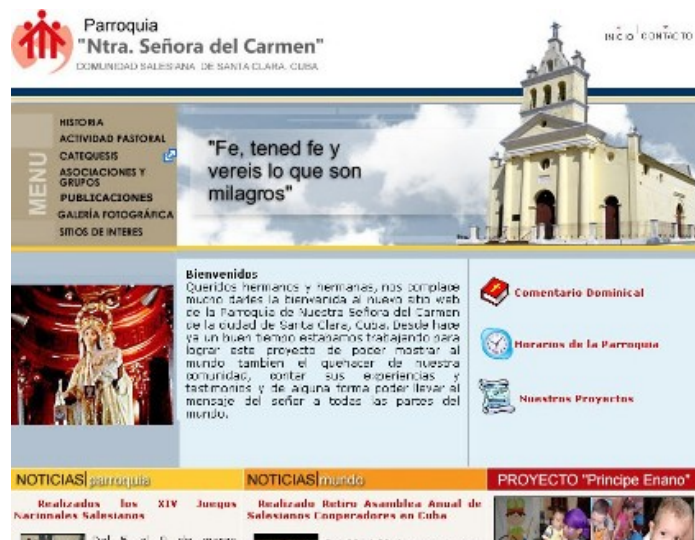 Parroquia
"Ntra. Señora del Carmen"
COMUNIDAD SALESIANA DE SANTA CLARA. CUBA
INICIO CONTACTO
MENU
HISTORIA
ACTIVIDAD PASTORAL
CATEQUESIS
ASOCIACIONES Y
GRUPOS
PUBLICACIONES
GALERÍA FOTOGRÁFICA
SITIOS DE INTERES
"Fe, tened fe y
vereis lo que son
milagros"
Bienvenidos
Queridos hermanos y hermanas, nos complace
mucho darles la bienvenida al nuevo sitio web
de la Parroquia de Nuestra Señora del Carmen
de la ciudad de Santa Clara, Cuba. Desde hace
ya un buen tiempo estabamos trabajando para
lograr este proyecto de poder mostrar al
mundo tambien el quehacer de nuestra
comunidad, contar sus experiencias y
testimonios y de alguna forma poder llevar el
mensaje del señor a todas las partes del
mundo.
Comentario Dominical
Horarios de la Parroquia
Nuestros Proyectos
NOTICIAS parroquia
NOTICIAS mundo
PROYECTO "Principe Enano"
Realizados los XIV Juegos
Nacionales Salesianos
Realizado Retiro Asamblea Anual de
Salesianos Cooperadores en Cuba